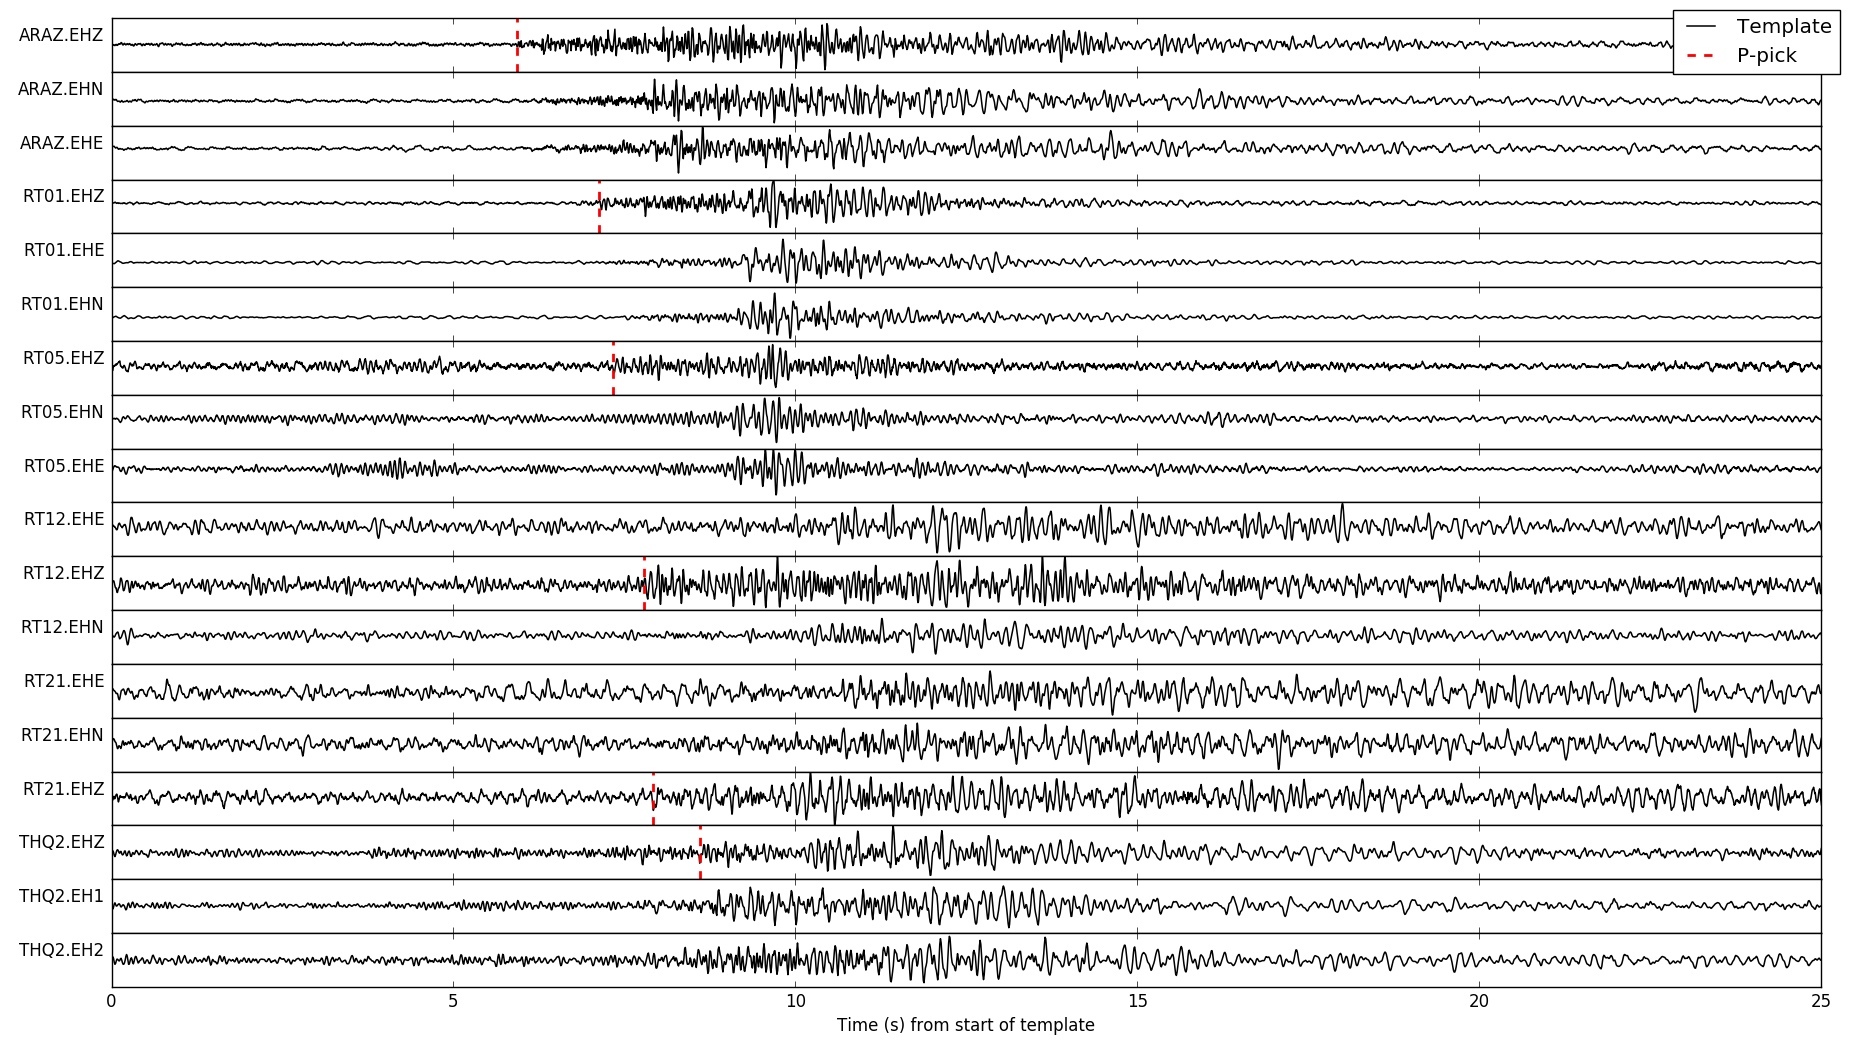 Template
P-pick
ARAZ.EHZ
ARAZ.EHN
ARAZ.EHE
RT01.EHZ
RT01.EHE
RT01.EHN
RT05.EHZ
RT05.EHN
RT05.EHE
RT12.EHE
RT12.EHZ
RT12.EHN
RT21.EHE
RT21.EHN
RT21.EHZ
THQ2.EHZ
THQ2.EH1
THQ2.EH2
0 5 10 15 20 25
Time (s) from start of template